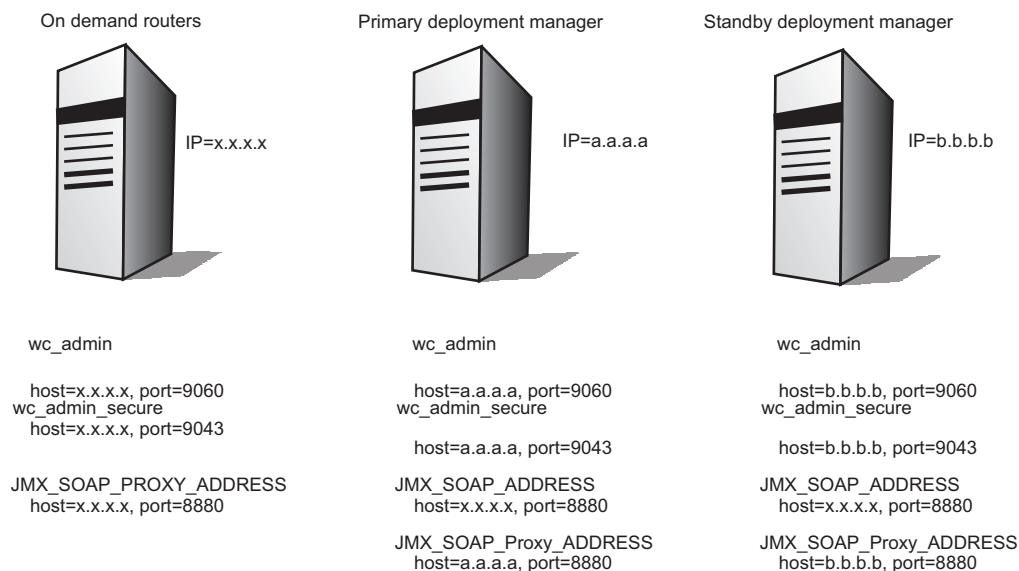 On demand routers
IP=x.x.x.x
wc_admin
host=x.x.x.x, port=9060
wc_admin_secure
host=x.x.x.x, port=9043
JMX_SOAP_PROXY_ADDRESS
host=x.x.x.x, port=8880
Primary deployment manager
IP=a.a.a.a
wc_admin
host=a.a.a.a, port=9060
wc_admin_secure
host=a.a.a.a, port=9043
JMX_SOAP_ADDRESS
host=x.x.x.x, port=8880
JMX_SOAP_Proxy_ADDRESS
host=a.a.a.a, port=8880
Standby deployment manager
IP=b.b.b.b
wc_admin
host=b.b.b.b, port=9060
wc_admin_secure
host=b.b.b.b, port=9043
JMX_SOAP_ADDRESS
host=x.x.x.x, port=8880
JMX_SOAP_Proxy_ADDRESS
host=b.b.b.b, port=8880